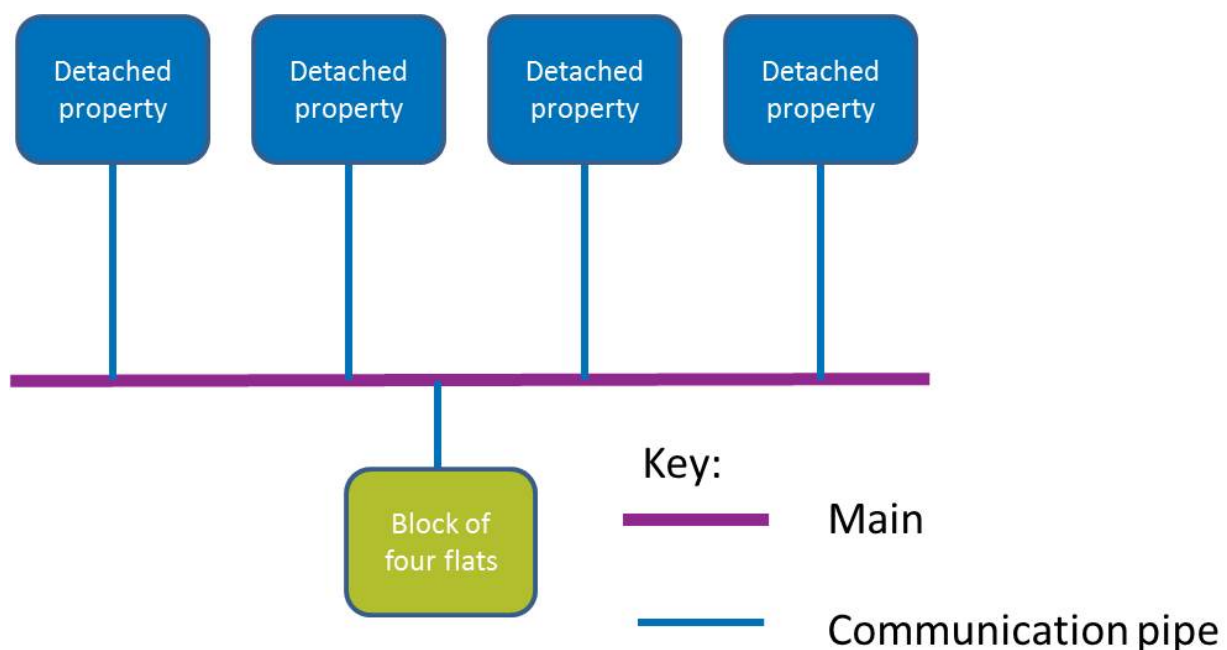 Detached
property
Detached
property
Detached
property
Detached
property
Block of
four flats
Key:
Main
Communication pipe